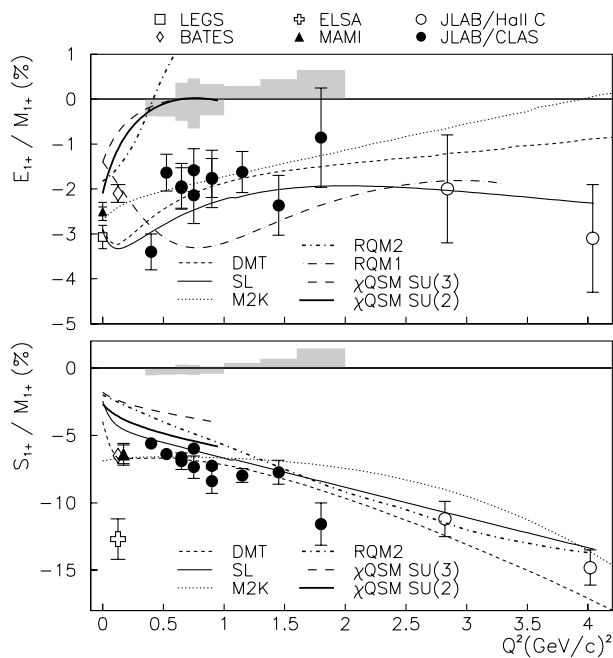 LEGS ELSA JLAB/Hall C
BATES MAMI JLAB/CLAS
E₁₊ / M₁₊ (%)
1
0
−1
−2
−3
−4
−5
DMT
SL
M2K
RQM2
RQM1
χQSM SU(3)
χQSM SU(2)
S₁₊ / M₁₊ (%)
0
−5
−10
−15
DMT
SL
M2K
RQM2
χQSM SU(3)
χQSM SU(2)
0 0.5 1 1.5 2 2.5 3 3.5 4
Q²(GeV/c)²